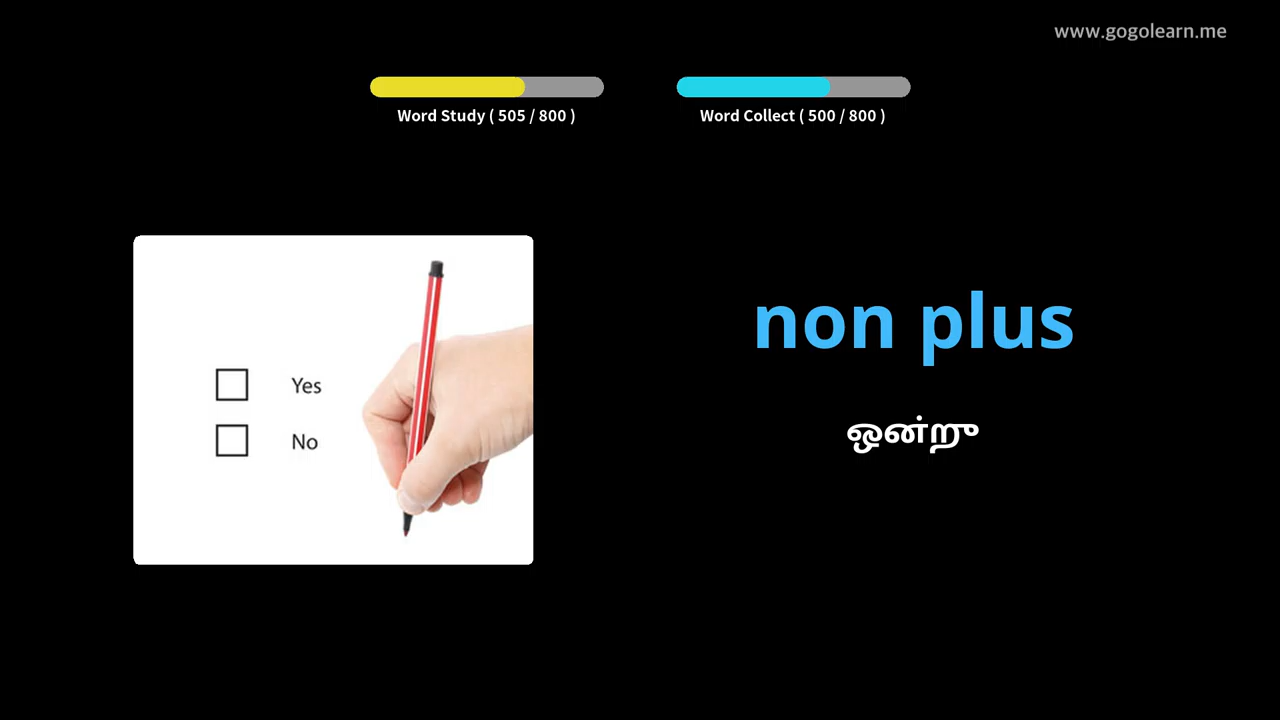 www.gogolearn.me
Word Study ( 505 / 800 )
Word Collect ( 500 / 800 )
Yes
No
non plus
ஒன்று